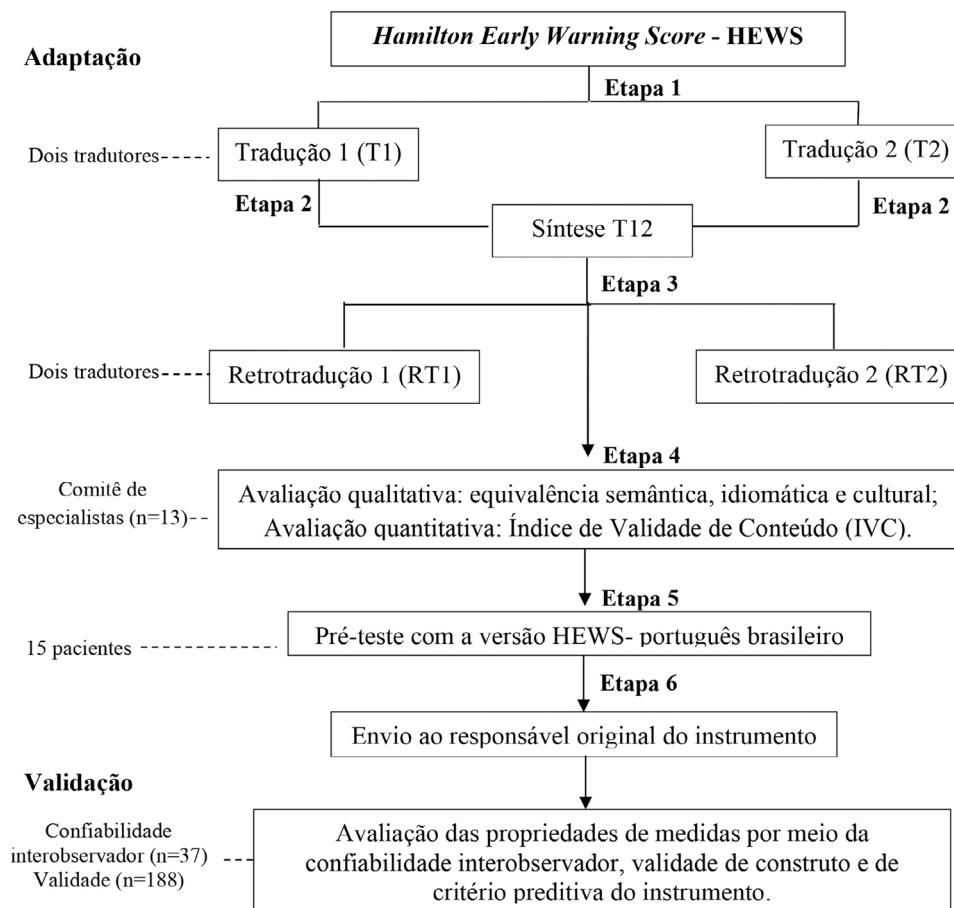 Hamilton Early Warning Score - HEWS
Adaptação
Etapa 1
Dois tradutores
Tradução 1 (T1)
Tradução 2 (T2)
Etapa 2
Etapa 2
Síntese T12
Etapa 3
Dois tradutores
Retrotradução 1 (RT1)
Retrotradução 2 (RT2)
Etapa 4
Comitê de
especialistas (n=13)
Avaliação qualitativa: equivalência semântica, idiomática e cultural;
Avaliação quantitativa: Índice de Validade de Conteúdo (IVC).
Etapa 5
15 pacientes
Pré-teste com a versão HEWS- português brasileiro
Etapa 6
Envio ao responsável original do instrumento
Validação
Confiabilidade
interobservador (n=37)
Validade (n=188)
Avaliação das propriedades de medidas por meio da
confiabilidade interobservador, validade de construto e de
critério preditiva do instrumento.